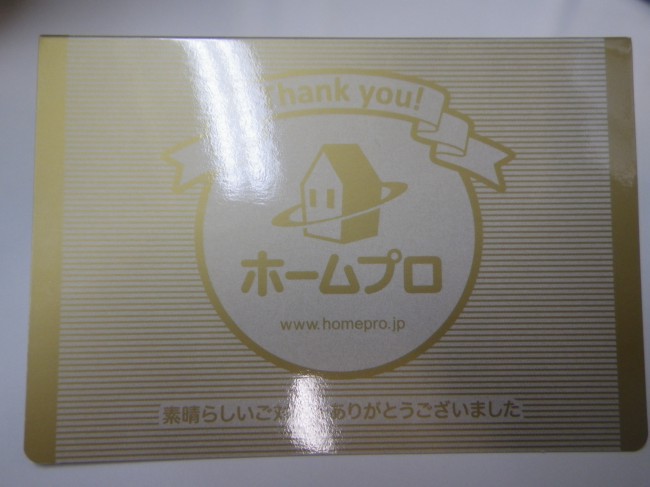 Thank you!
ホームプロ
www.homepro.jp
素晴らしいご対 ありがとうございました